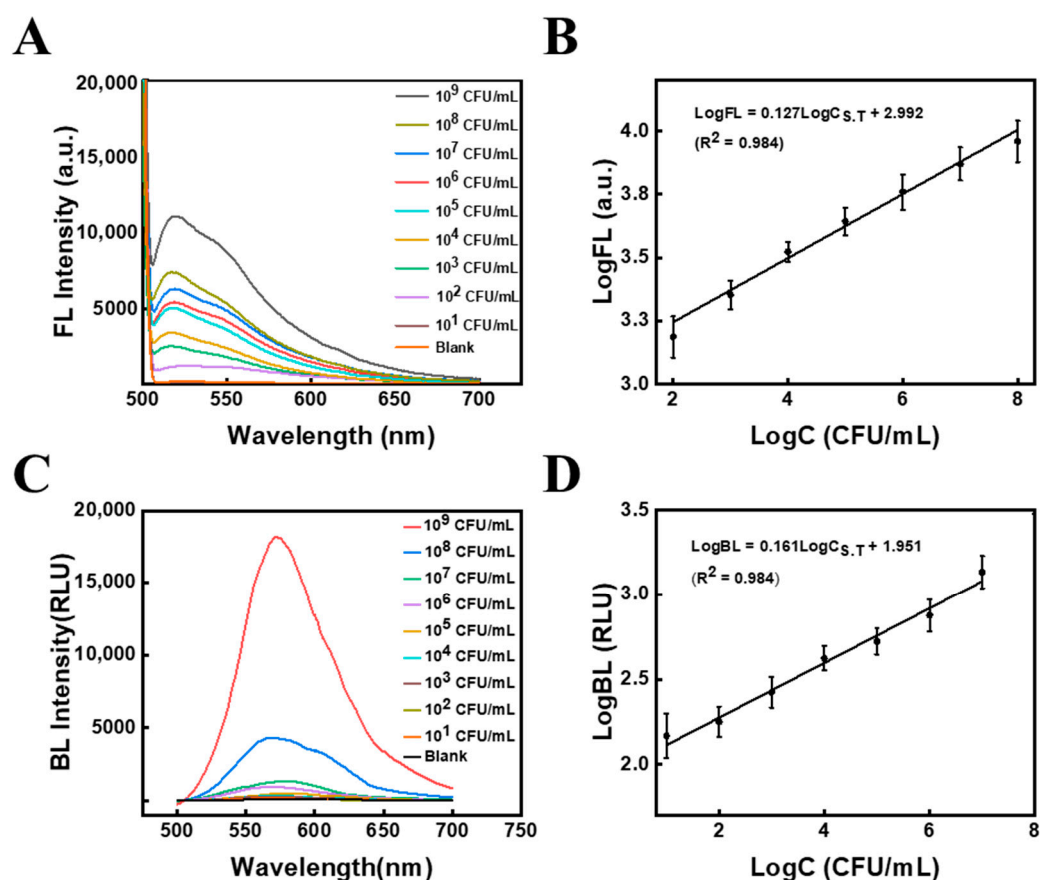 A
20,000
15,000
10,000
5000
500
550
600
650
700
FL Intensity (a.u.)
Wavelength (nm)
10⁹ CFU/mL
10⁸ CFU/mL
10⁷ CFU/mL
10⁶ CFU/mL
10⁵ CFU/mL
10⁴ CFU/mL
10³ CFU/mL
10² CFU/mL
10¹ CFU/mL
Blank
B
LogFL = 0.127LogC_S.T + 2.992
(R² = 0.984)
4.0
3.8
3.5
3.3
3.0
2
4
6
8
LogFL (a.u.)
LogC (CFU/mL)
C
20,000
15,000
10,000
5000
500
550
600
650
700
750
BL Intensity(RLU)
Wavelength(nm)
10⁹ CFU/mL
10⁸ CFU/mL
10⁷ CFU/mL
10⁶ CFU/mL
10⁵ CFU/mL
10⁴ CFU/mL
10³ CFU/mL
10² CFU/mL
10¹ CFU/mL
Blank
D
LogBL = 0.161LogC_S.T + 1.951
(R² = 0.984)
3.5
3.0
2.5
2.0
2
4
6
8
LogBL (RLU)
LogC (CFU/mL)